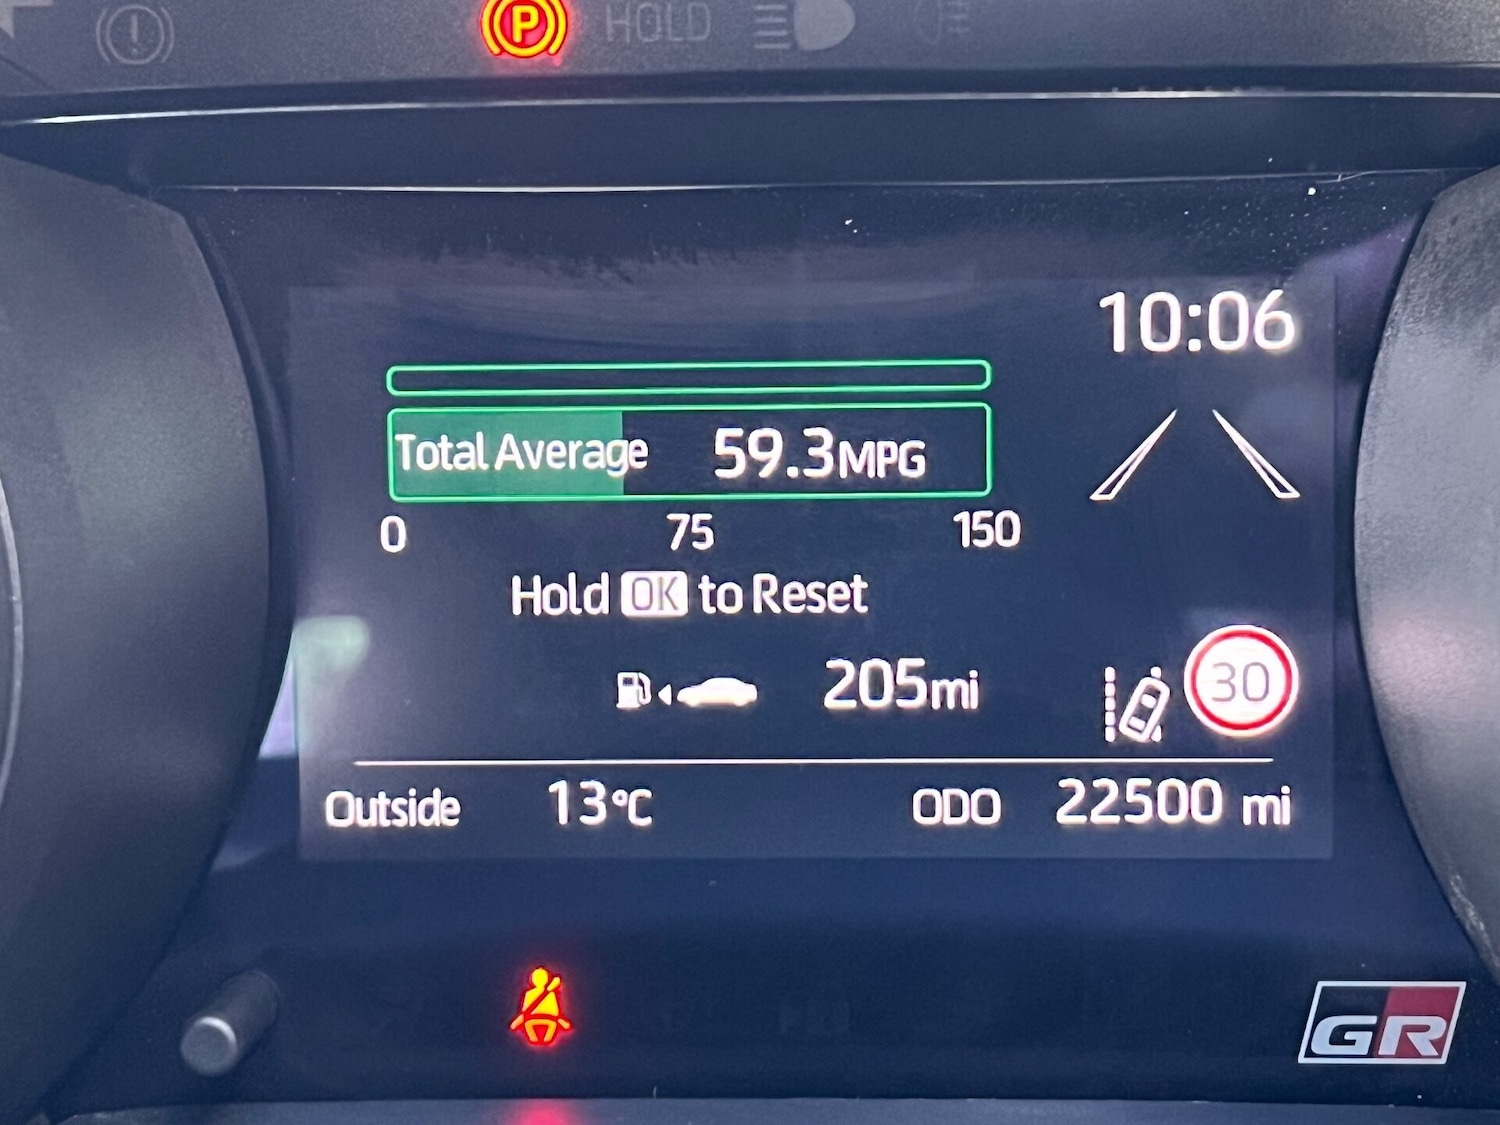 P HOLD
10:06
Total Average 59.3MPG
0 75 150
Hold OK to Reset
205mi
30
Outside 13°C ODO 22500 mi
GR